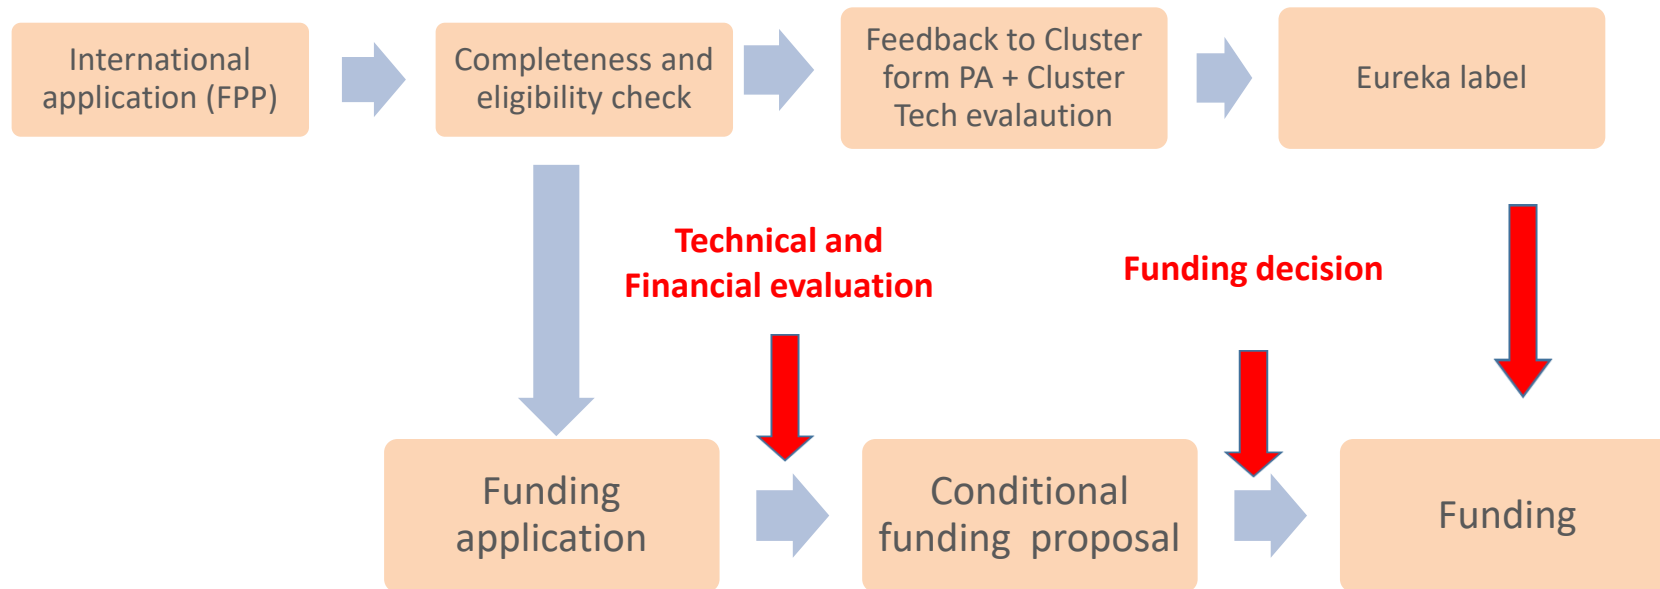 International
application (FPP)
Completeness and
eligibility check
Feedback to Cluster
form PA + Cluster
Tech evalaution
Eureka label
Technical and
Financial evaluation
Funding decision
Funding
application
Conditional
funding proposal
Funding